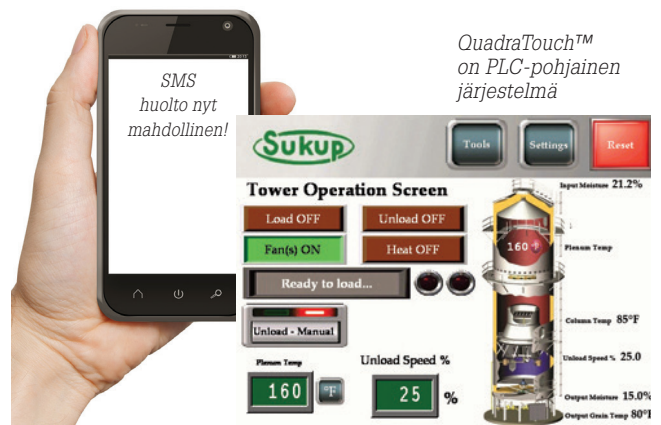 SMS
huolto nyt
mahdollinen!
QuadraTouch™
on PLC-pohjainen
järjestelmä
Sukup
Tools
Settings
Reset
Tower Operation Screen
Load OFF
Unload OFF
Fan(s) ON
Heat OFF
Ready to load...
Unload - Manual
Plenum Temp
160 °F
Unload Speed %
25 %
Input Moisture 21.2%
160
Plenum Temp
Column Temp 85°F
Unload Speed % 25.0
Output Moisture 15.0%
Output Grain Temp 80°F